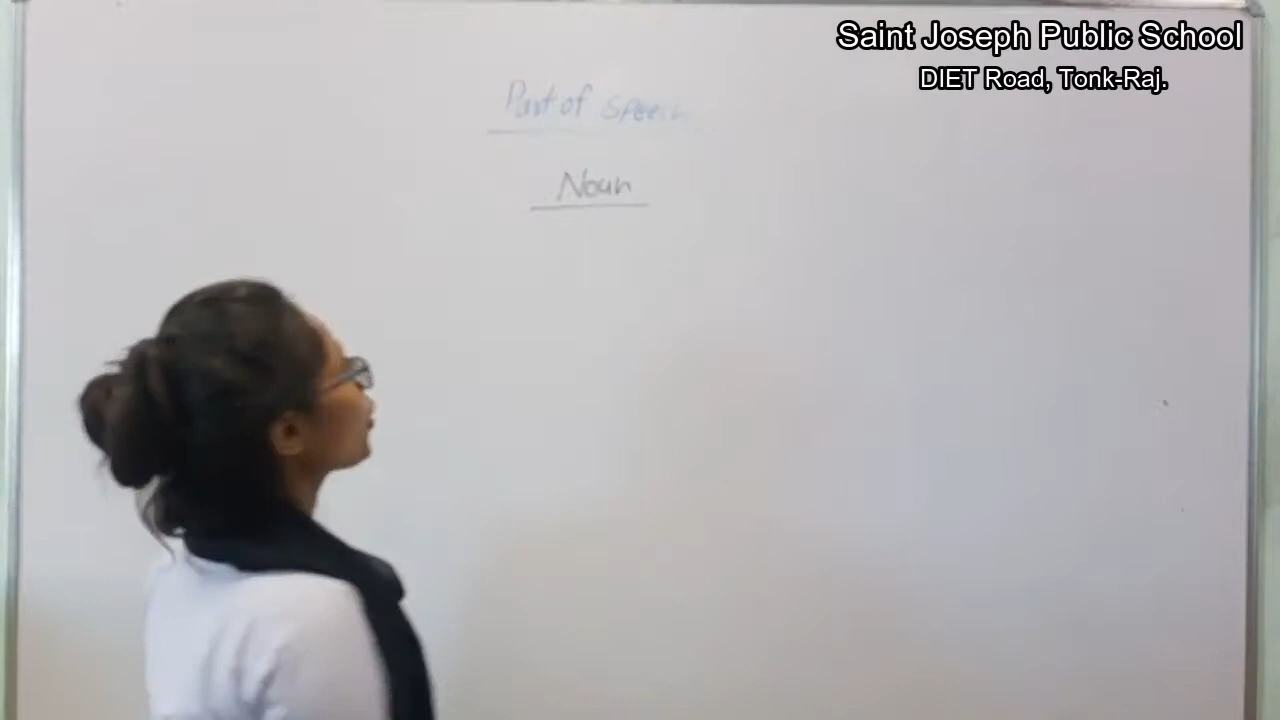 Saint Joseph Public School
DIET Road, Tonk-Raj.
Part of Speech
Noun